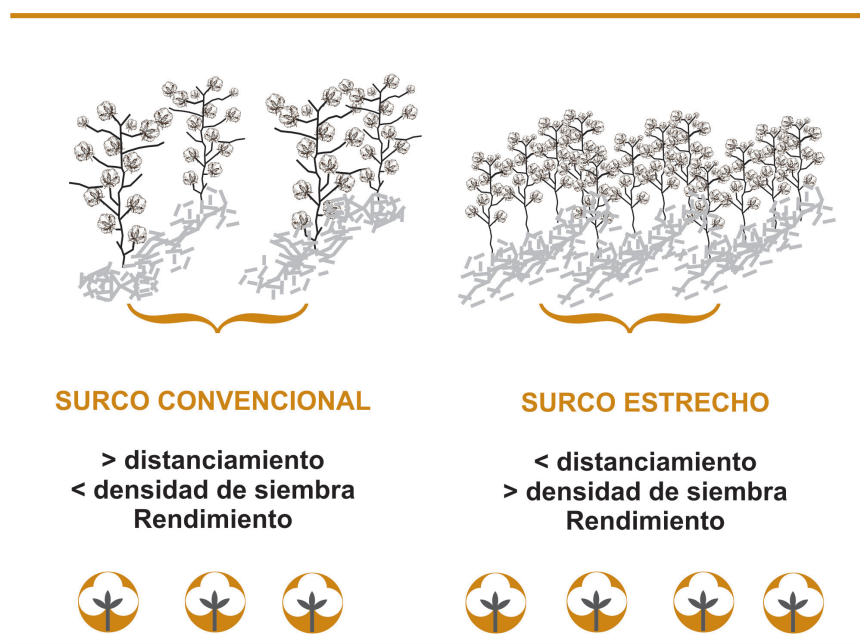 SURCO CONVENCIONAL
> distanciamiento
< densidad de siembra
Rendimiento
SURCO ESTRECHO
< distanciamiento
> densidad de siembra
Rendimiento